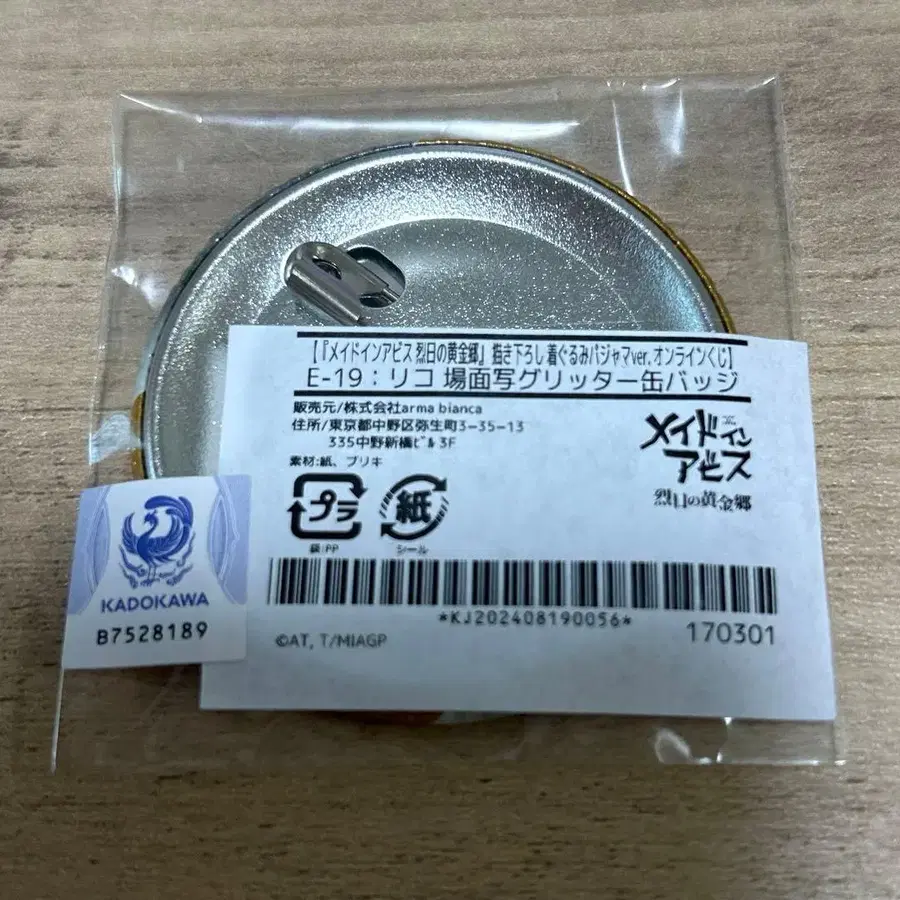 【『メイドインアビス 烈日の黄金郷』 描き下ろし 着ぐるみパジャマver. オンラインくじ】
E-19：リコ 場面写グリッター缶バッジ
販売元/株式会社arma bianca
住所/東京都中野区弥生町3-35-13
335中野新橋ﾋﾞﾙ 3F
素材:紙、ブリキ
メイドインアビス
烈日の黄金郷
プラ
紙
袋:PP
シール
KADOKAWA
B7528189
*KJ202408190056*
170301
©AT, T/MIAGP